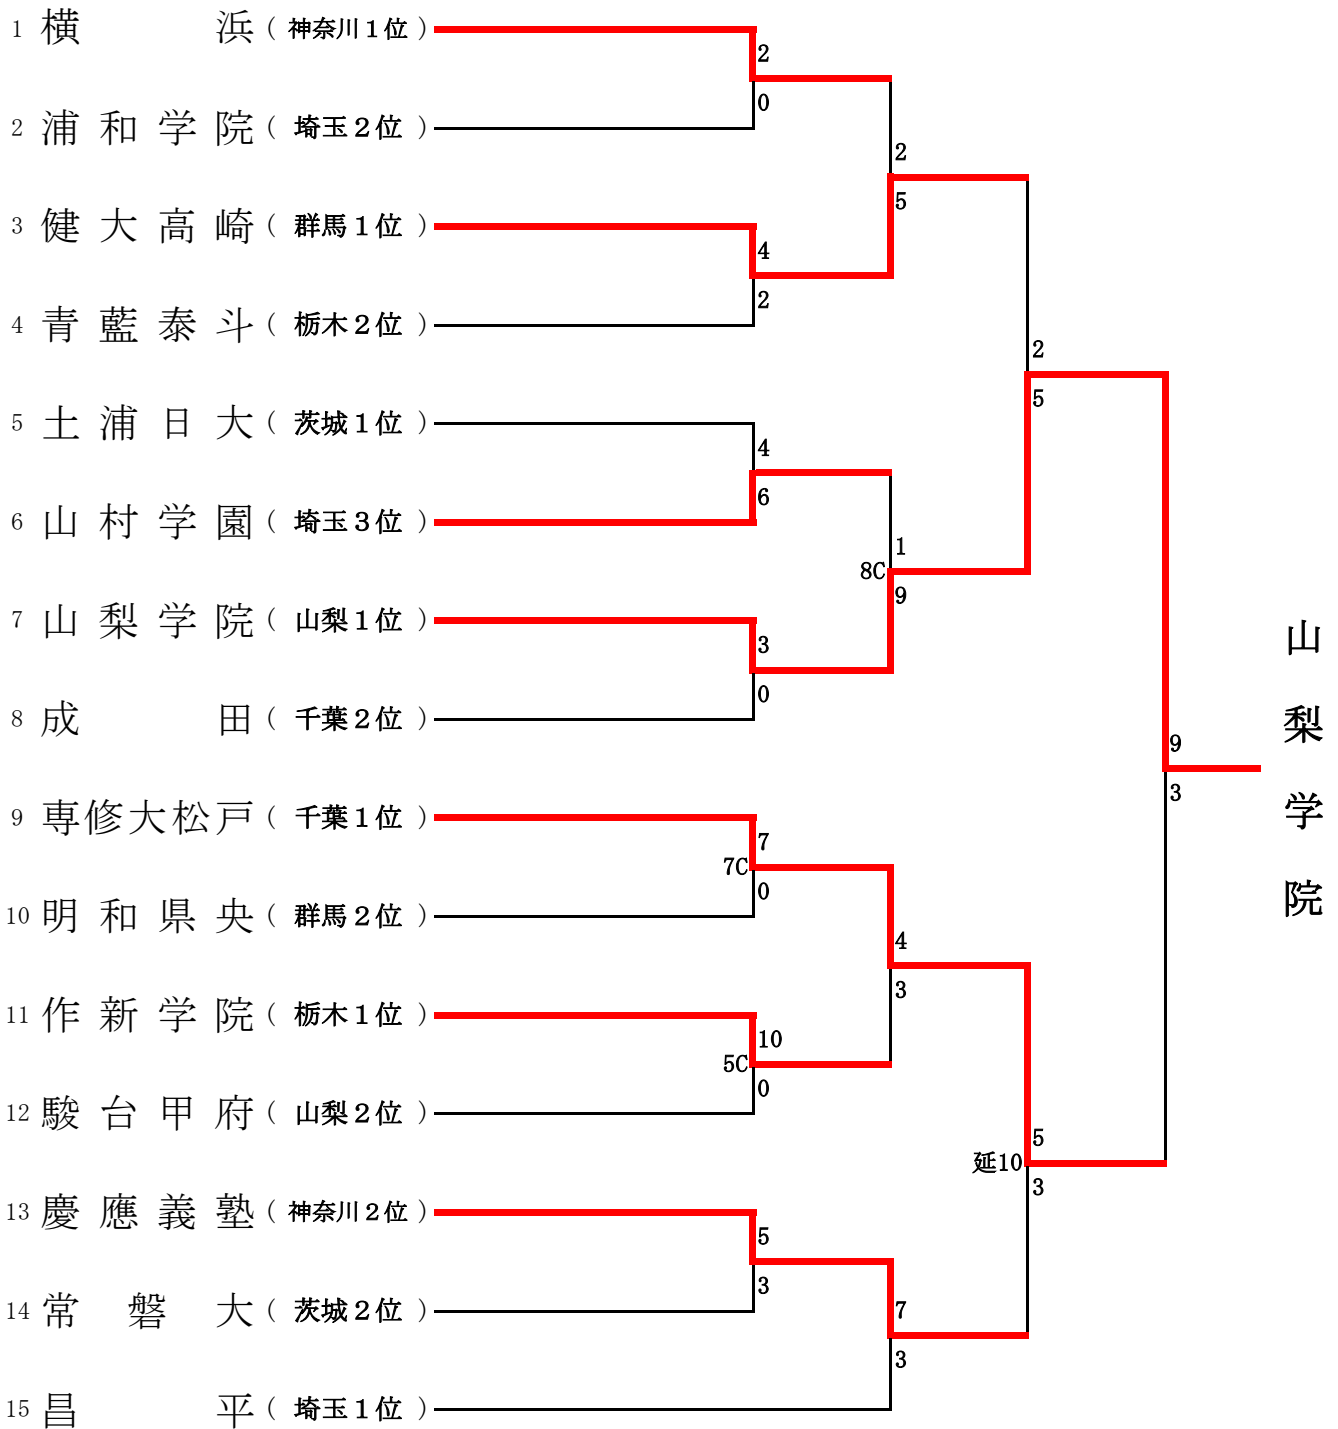 1 横浜 ( 神奈川１位 )
2
0
2 浦和学院 ( 埼玉２位 )
2
5
3 健大高崎 ( 群馬１位 )
4
2
4 青藍泰斗 ( 栃木２位 )
2
5
5 土浦日大 ( 茨城１位 )
4
6
6 山村学園 ( 埼玉３位 )
1
8C
9
7 山梨学院 ( 山梨１位 )
3
0
8 成田 ( 千葉２位 )
9
3
山梨学院
9 専修大松戸 ( 千葉１位 )
7
7C
0
10 明和県央 ( 群馬２位 )
4
3
11 作新学院 ( 栃木１位 )
10
5C
0
12 駿台甲府 ( 山梨２位 )
5
延10
3
13 慶應義塾 ( 神奈川２位 )
5
3
14 常磐大 ( 茨城２位 )
7
3
15 昌平 ( 埼玉１位 )